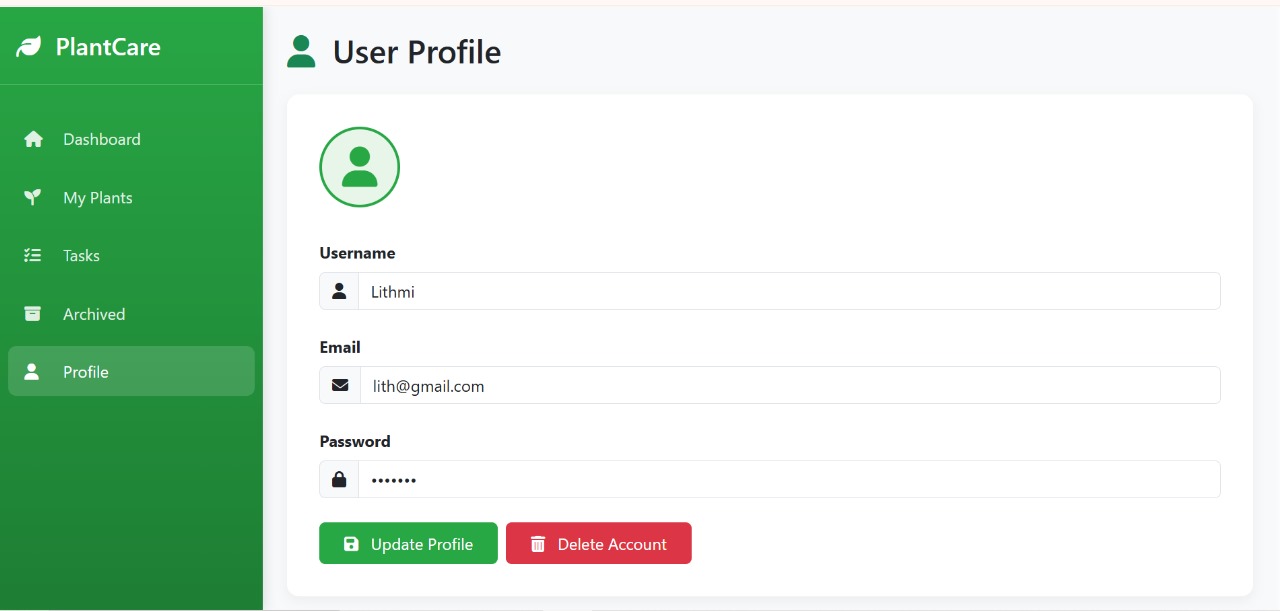 PlantCare
Dashboard
My Plants
Tasks
Archived
Profile
User Profile
Username
Lithmi
Email
lith@gmail.com
Password
•••••••
Update Profile
Delete Account